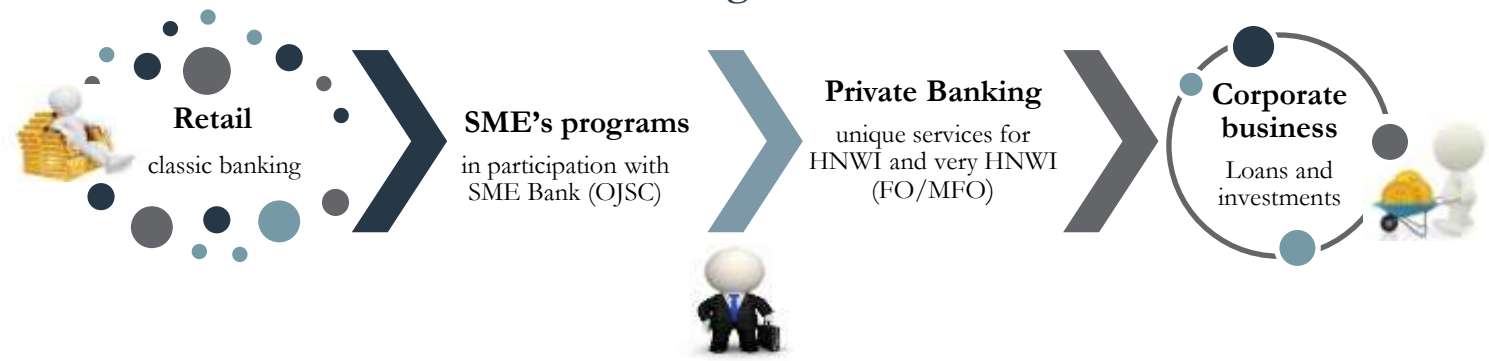 Retail
classic banking
SME's programs
in participation with
SME Bank (OJSC)
Private Banking
unique services for
HNWI and very HNWI
(FO/MFO)
Corporate
business
Loans and
investments